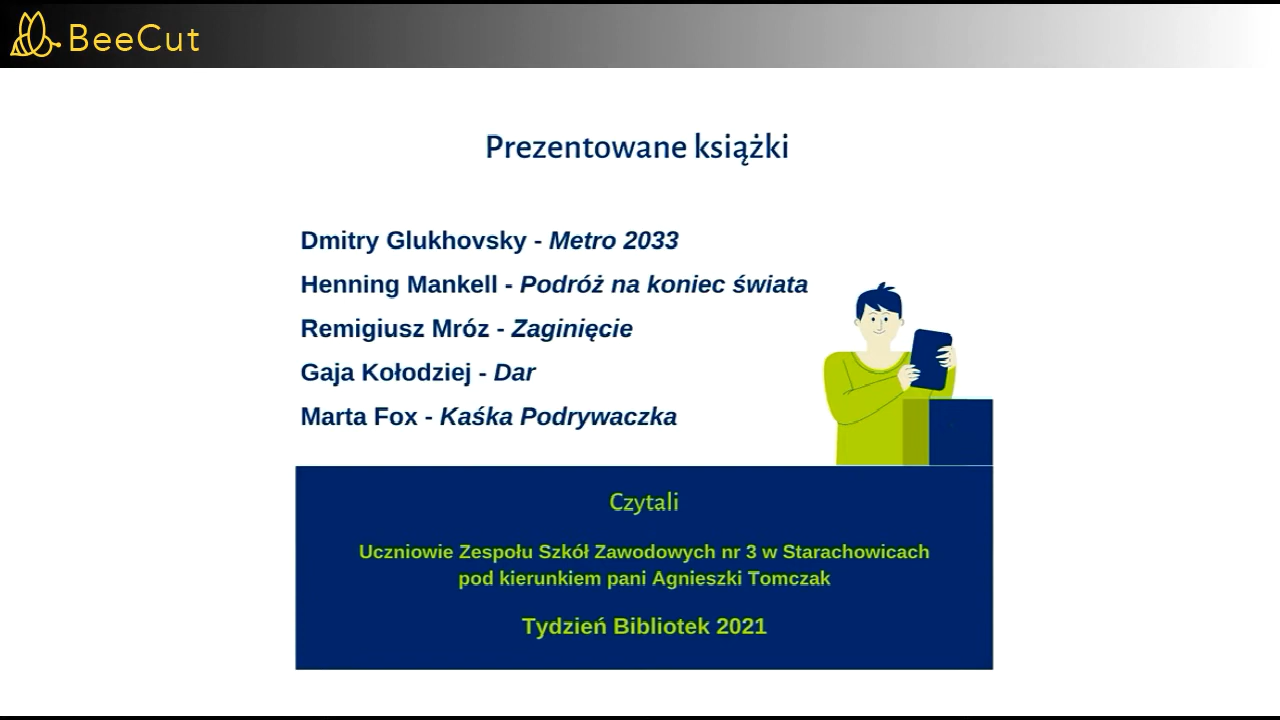 BeeCut
Prezentowane książki
Dmitry Glukhovsky - Metro 2033
Henning Mankell - Podróż na koniec świata
Remigiusz Mróz - Zaginięcie
Gaja Kołodziej - Dar
Marta Fox - Kaśka Podrywaczka
Czytali
Uczniowie Zespołu Szkół Zawodowych nr 3 w Starachowicach
pod kierunkiem pani Agnieszki Tomczak
Tydzień Bibliotek 2021